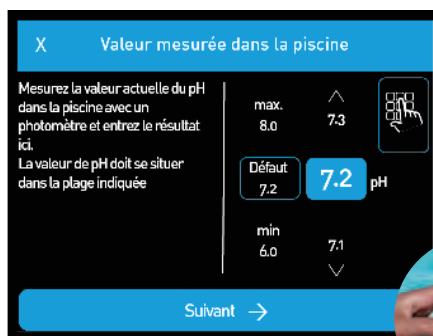 X Valeur mesurée dans la piscine
Mesurez la valeur actuelle du pH
dans la piscine avec un
photomètre et entrez le résultat
ici.
La valeur de pH doit se situer
dans la plage indiquée
max.
8.0
7.3
Défaut
7.2
7.2 pH
min
6.0
7.1
Suivant →